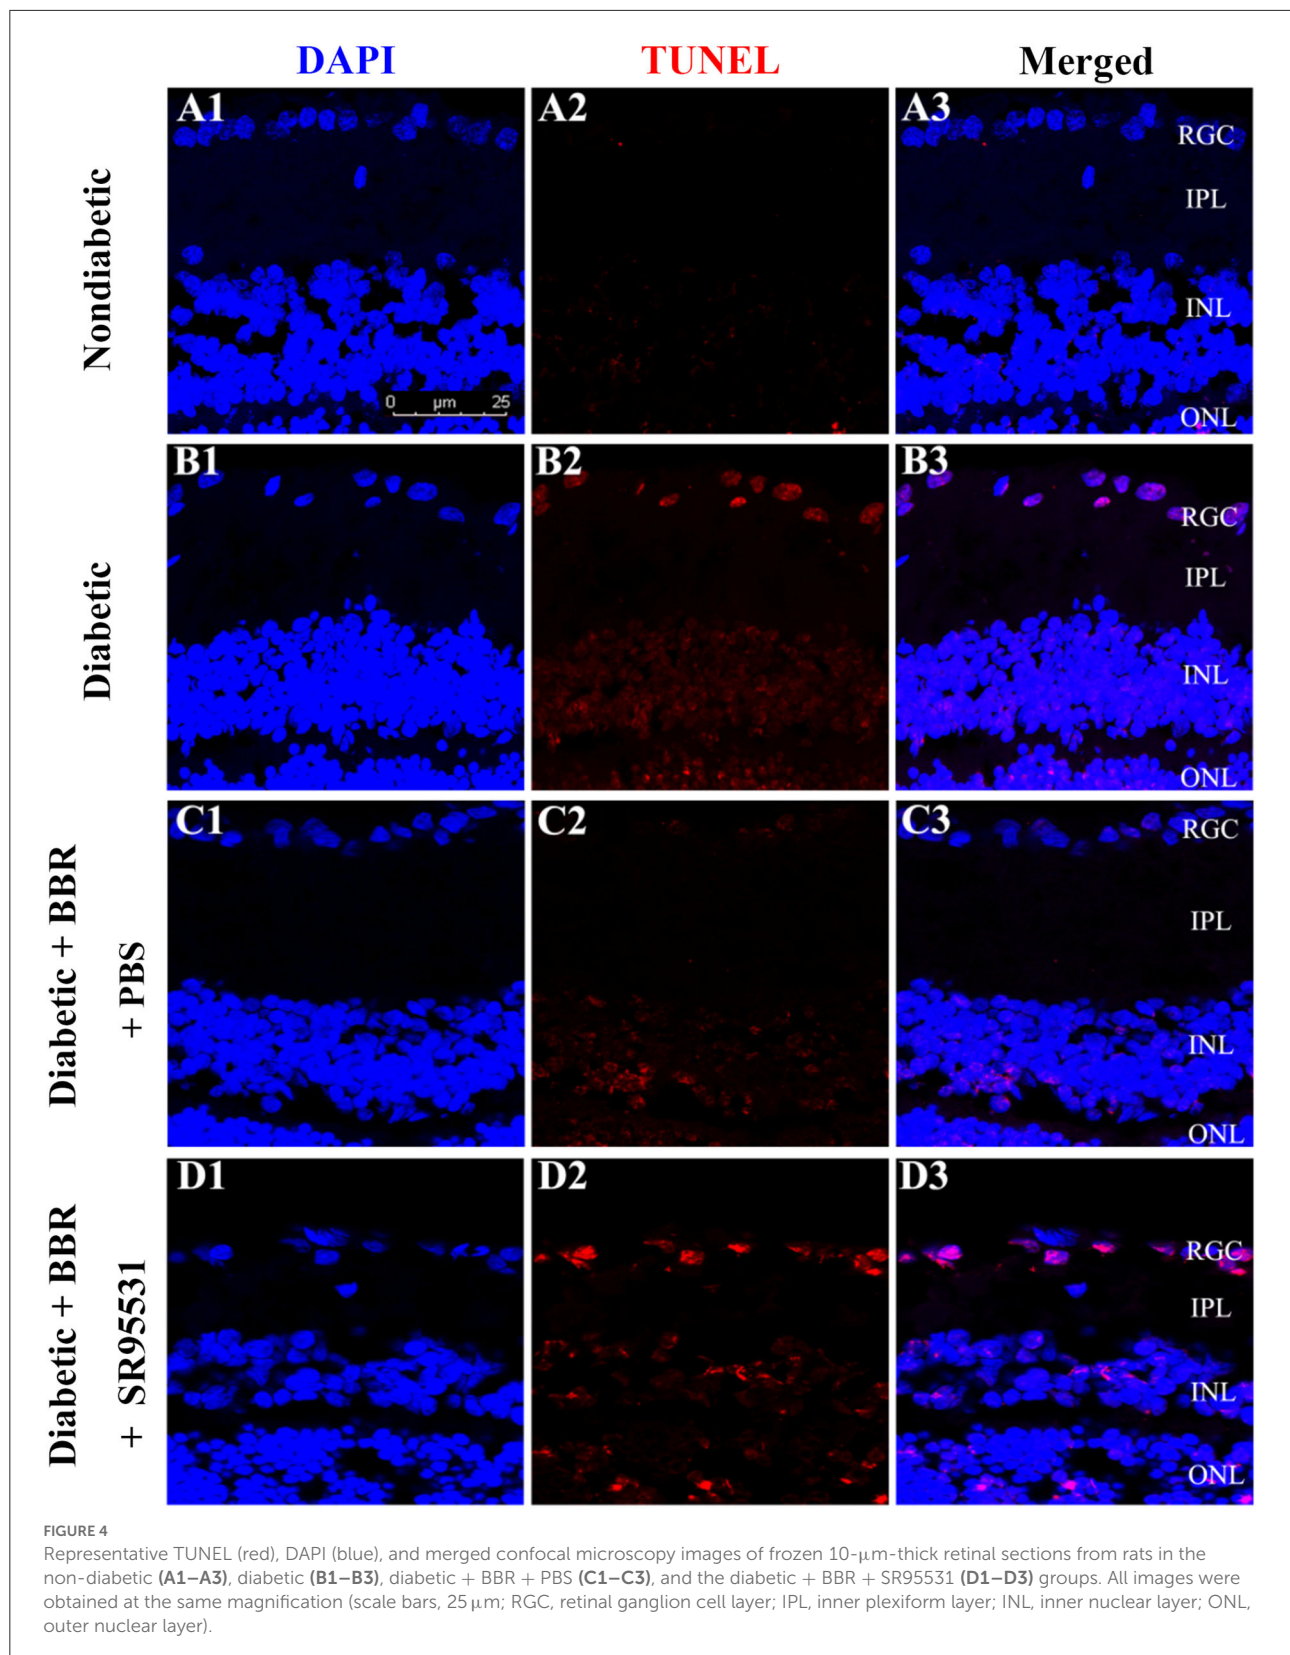 DAPI TUNEL Merged
Nondiabetic
A1 A2 A3
RGC
IPL
INL
0 µm 25
ONL
Diabetic
B1 B2 B3
RGC
IPL
INL
ONL
Diabetic + BBR
+ PBS
C1 C2 C3
RGC
IPL
INL
ONL
Diabetic + BBR
+ SR95531
D1 D2 D3
RGC
IPL
INL
ONL
FIGURE 4
Representative TUNEL (red), DAPI (blue), and merged confocal microscopy images of frozen 10-µm-thick retinal sections from rats in the
non-diabetic (A1–A3), diabetic (B1–B3), diabetic + BBR + PBS (C1–C3), and the diabetic + BBR + SR95531 (D1–D3) groups. All images were
obtained at the same magnification (scale bars, 25 µm; RGC, retinal ganglion cell layer; IPL, inner plexiform layer; INL, inner nuclear layer; ONL,
outer nuclear layer).